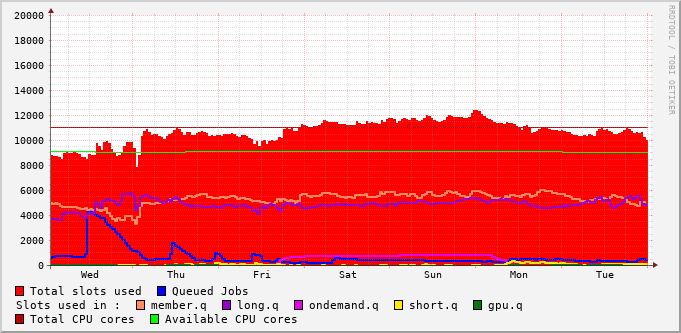 20000
18000
16000
14000
12000
10000
8000
6000
4000
2000
0
Wed Thu Fri Sat Sun Mon Tue
Total slots used Queued Jobs
Slots used in : member.q long.q ondemand.q short.q gpu.q
Total CPU cores Available CPU cores
RRDTOOL / TOBI OETIKER